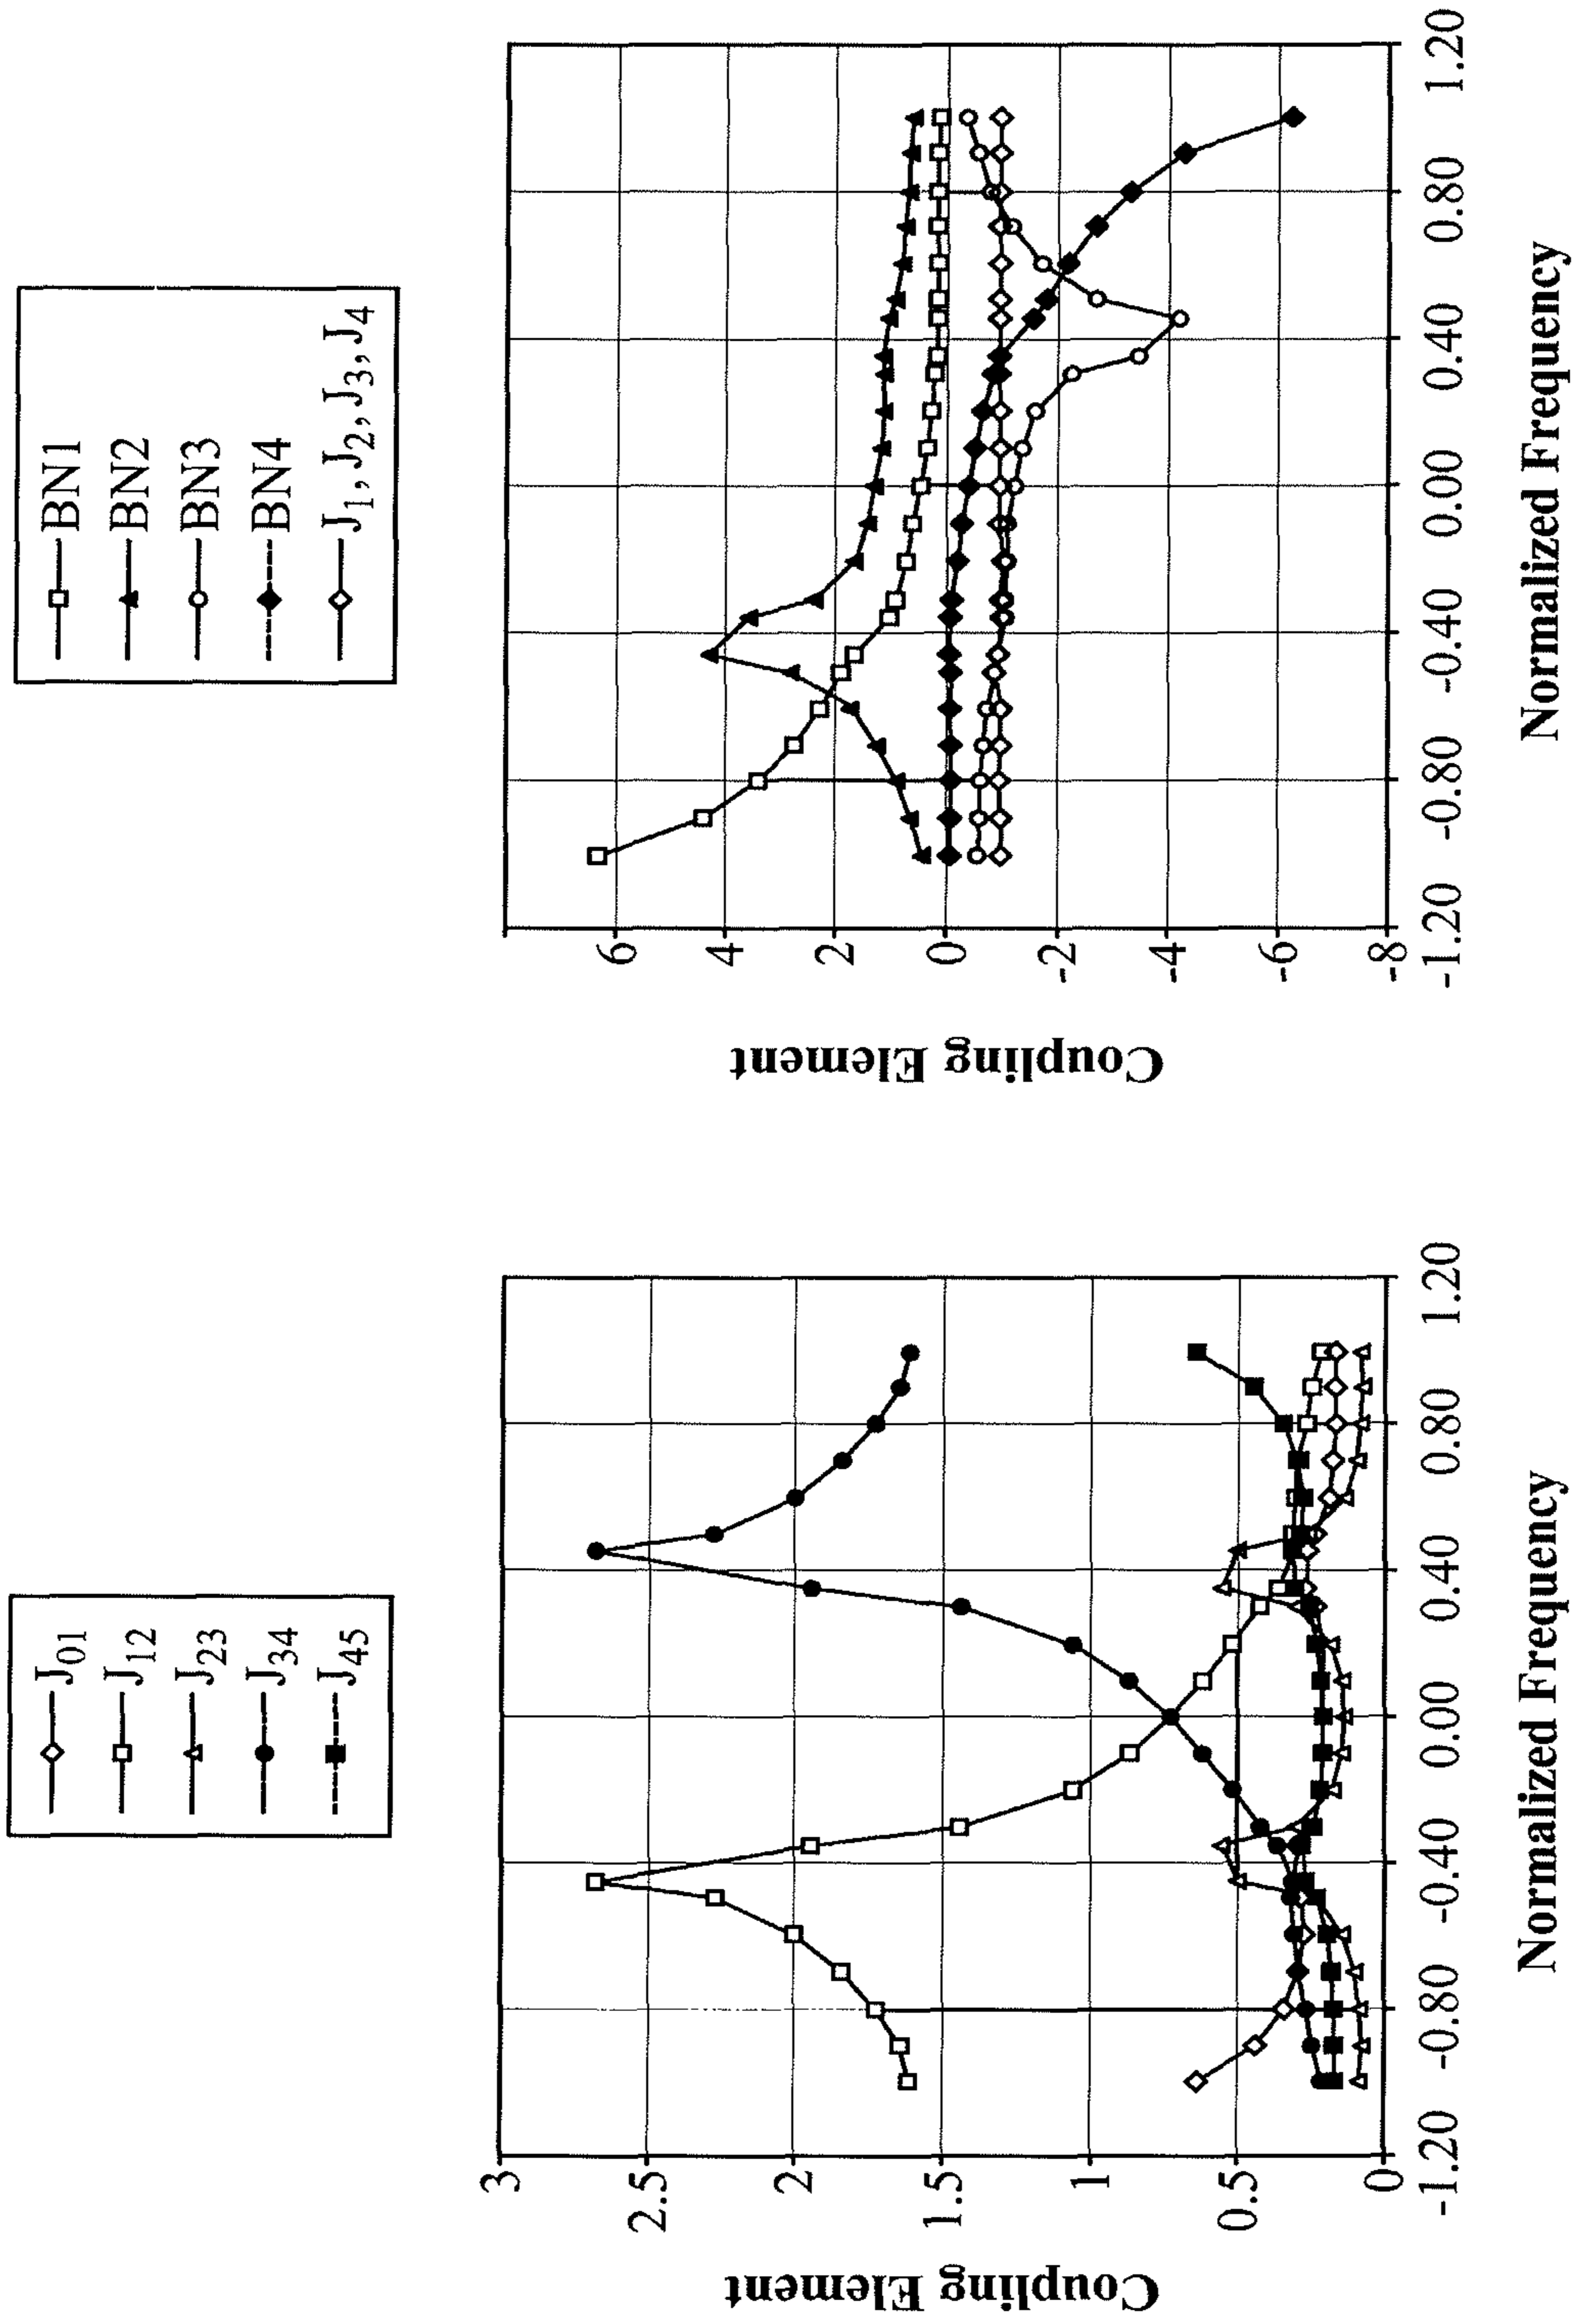 J01
J12
J23
J34
J45
Coupling Element
3
2.5
2
1.5
1
0.5
0
-1.20
-0.80
-0.40
0.00
0.40
0.80
1.20
Normalized Frequency
BN1
BN2
BN3
BN4
J1, J2, J3, J4
Coupling Element
6
4
2
0
-2
-4
-6
-8
-1.20
-0.80
-0.40
0.00
0.40
0.80
1.20
Normalized Frequency